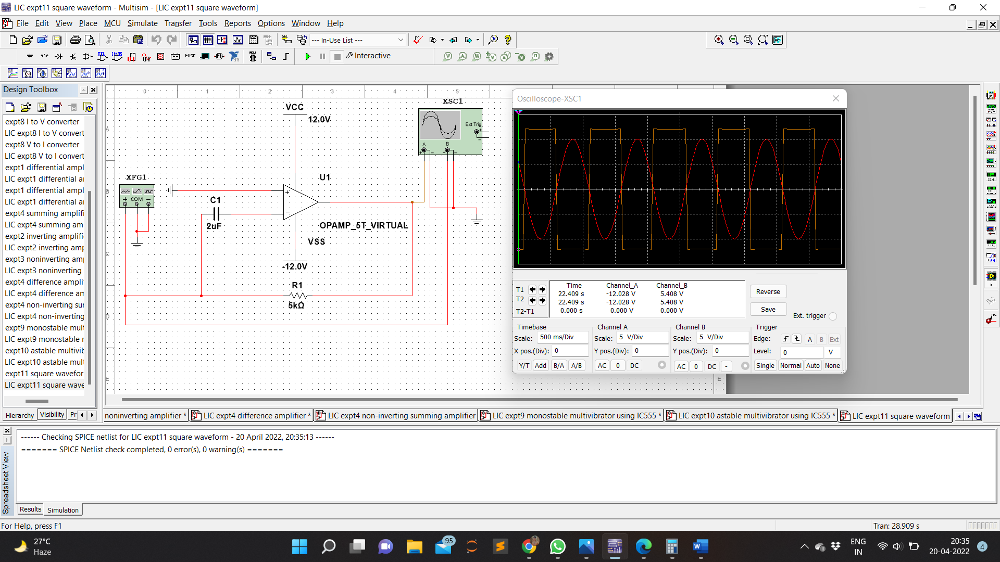 LIC expt11 square waveform - Multisim - [LIC expt11 square waveform]
File Edit View Place MCU Simulate Transfer Tools Reports Options Window Help
--- In-Use List ---
MISC
Interactive
Design Toolbox
expt8 I to V converter
LIC expt8 I to V convert
expt8 V to I converter
LIC expt8 V to I convert
expt1 differential ampl
LIC expt1 differential a
expt1 differential ampl
LIC expt1 differential a
expt4 summing amplifi
LIC expt4 summing am
expt2 inverting amplifi
LIC expt2 inverting amp
expt3 noninverting am
LIC expt3 noninverting
expt4 difference ampli
LIC expt4 difference am
expt4 non-inverting su
LIC expt4 non-inverting
expt9 monostable mult
LIC expt9 monostable r
expt10 astable multivib
LIC expt10 astable mult
expt11 square wavefor
LIC expt11 square wave
Hierarchy Visibility Pr
0 1 2 3 4 5
A
B
C
D
E
E
VCC
12.0V
XSC1
Ext Trig
A B
XFG1
COM
U1
C1
2uF
OPAMP_5T_VIRTUAL
VSS
-12.0V
R1
5kΩ
Oscilloscope-XSC1
Time Channel_A Channel_B
T1 22.409 s -12.028 V 5.408 V
T2 22.409 s -12.028 V 5.408 V
T2-T1 0.000 s 0.000 V 0.000 V
Reverse
Save
Ext. trigger
Timebase Channel A Channel B Trigger
Scale: 500 ms/Div Scale: 5 V/Div Scale: 5 V/Div Edge: A B Ext
X pos.(Div): 0 Y pos.(Div): 0 Y pos.(Div): 0 Level: 0 V
Y/T Add B/A A/B AC 0 DC AC 0 DC - Single Normal Auto None
noninverting amplifier * LIC expt4 difference amplifier * LIC expt4 non-inverting summing amplifier LIC expt9 monostable multivibrator using IC555 * LIC expt10 astable multivibrator using IC555 * LIC expt11 square waveform
Spreadsheet View
------ Checking SPICE netlist for LIC expt11 square waveform - 20 April 2022, 20:35:13 ------
======= SPICE Netlist check completed, 0 error(s), 0 warning(s) =======
Results Simulation
For Help, press F1
Tran: 28.909 s
27°C
Haze
95
ENG
IN
20:35
20-04-2022
4